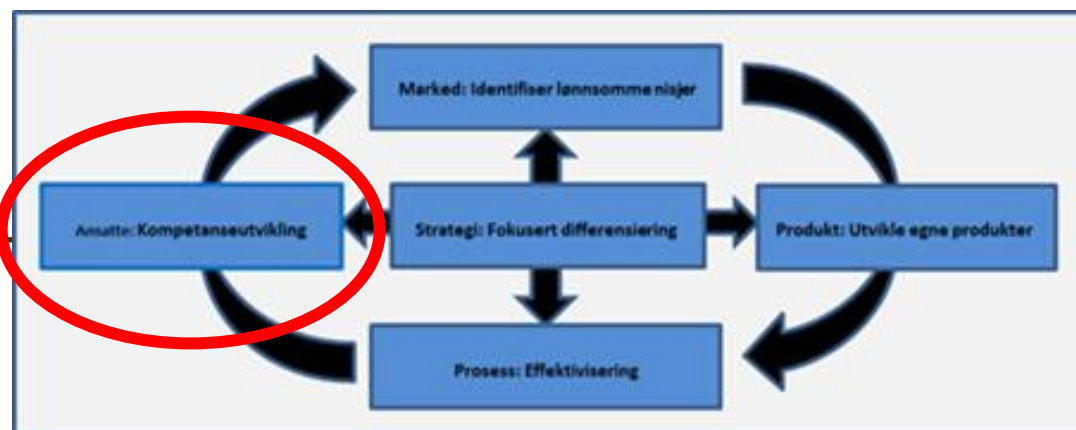 Marked: Identifiser lønnsomme nisjer
Ansatte: Kompetanseutvikling
Strategi: Fokusert differensiering
Produkt: Utvikle egne produkter
Prosess: Effektivisering